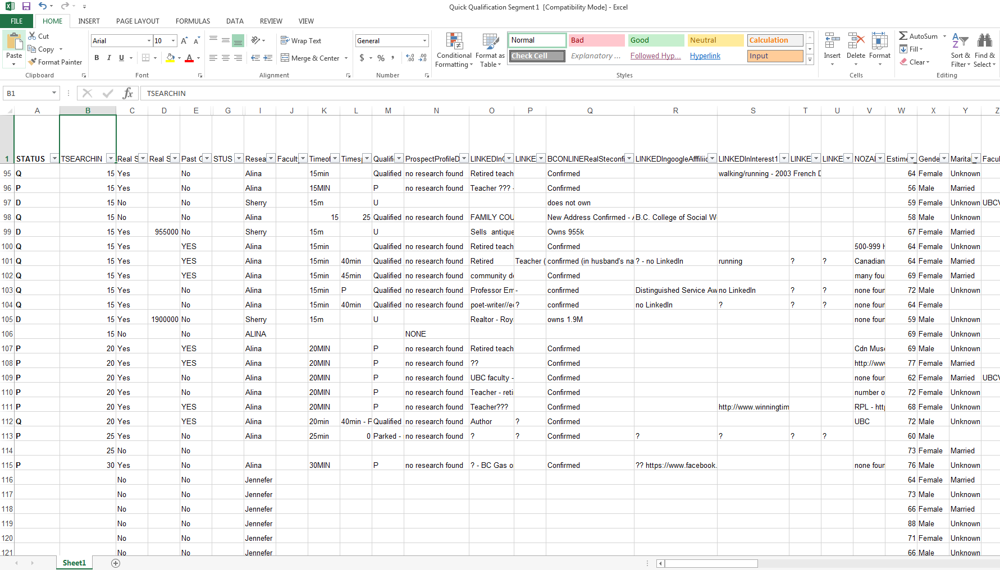 Quick Qualification Segment 1 [Compatibility Mode] - Excel
FILE HOME INSERT PAGE LAYOUT FORMULAS DATA REVIEW VIEW
Paste Cut Copy Format Painter Clipboard
Arial 10 B I U Font
Wrap Text Merge & Center Alignment
General $ % , Number
Conditional Formatting Format as Table
Normal Bad Good Neutral Calculation
Check Cell Explanatory ... Followed Hyp... Hyperlink Input
Styles
Insert Delete Format Cells
AutoSum Fill Clear Sort & Filter Find & Select Editing
B1 fx TSEARCHIN
A B C D E G I J K L M N O P Q R S T U V W X Y Z
1 STATUS TSEARCHIN Real S Real S Past G STUS Resea Facult Timeof Timesp Qualifi ProspectProfileD LINKEDInC LINKE BCONLINERealSteconfi LINKEDIngoogleAfffiliic LINKEDInInterest1 LINKE LINKE NOZAI Estime Gende Marita Facul
95 Q 15 Yes No Alina 15min Qualified no research found Retired teach Confirmed walking/running - 2003 French D 64 Female Unknown
96 P 15 Yes No Alina 15MIN P no research found Teacher ??? - Confirmed 56 Male Married
97 D 15 No No Sherry 15m U does not own 59 Female Unknown UBCV
98 Q 15 No No Alina 15 25 Qualified no research found FAMILY COU New Address Confirmed - A B.C. College of Social W 58 Male Unknown
99 D 15 Yes 955000 No Sherry 15m U Sells antique Owns 955k 67 Female Married
100 Q 15 Yes YES Alina 15min Qualified no research found Retired teach Confirmed 500-999 H 64 Female Unknown
101 Q 15 Yes YES Alina 15min 40min Qualified no research found Retired Teacher ( confirmed (in husband's na ? - no LinkedIn running ? ? Canadian 64 Female Married
102 Q 15 Yes YES Alina 15min 45min Qualified no research found community de Confirmed many fou 69 Female Married
103 Q 15 Yes No Alina 15min P Qualified no research found Professor Em - confirmed Distinguished Service Aw no LinkedIn ? ? none foun 72 Male Unknown
104 Q 15 Yes No Alina 15min 40min Qualified no research found poet-writer//ec ? confirmed no LinkedIn ? ? ? none foun 64 Female
105 D 15 Yes 1900000 No Sherry 15m U Realtor - Roy owns 1.9M none foun 59 Male Unknown
106 15 No No ALINA NONE 69 Female Unknown
107 P 20 Yes YES Alina 20MIN P no research found Retired teach Confirmed Cdn Muse 69 Male Unknown
108 P 20 Yes YES Alina 20MIN P no research found ?? Confirmed http://www 77 Female Married
109 P 20 Yes No Alina 20MIN P no research found UBC faculty - Confirmed none foun 62 Female Married UBCV
110 P 20 Yes No Alina 20MIN P no research found Teacher - reti Confirmed number o 72 Female Unknown
111 P 20 Yes YES Alina 20MIN P no research found Teacher??? Confirmed http://www.winningtim RPL - http 68 Female Unknown
112 Q 20 Yes YES Alina 20min 40min - P Qualified no research found Author ? Confirmed UBC 72 Male Unknown
113 P 25 Yes No Alina 25min 0 Parked - no research found ? ? Confirmed ? ? ? ? 60 Male
114 25 No No 73 Female Married
115 P 30 Yes No Alina 30MIN P no research found ? - BC Gas o Confirmed ?? https://www.facebook. none foun 76 Male Unknown
116 No No Jennefer 64 Female Married
117 No No Jennefer 73 Male Unknown
118 No No Jennefer 66 Female Married
119 No No Jennefer 88 Male Unknown
120 No No Jennefer 71 Female Unknown
121 No No Jennefer 66 Male Unknown
Sheet1